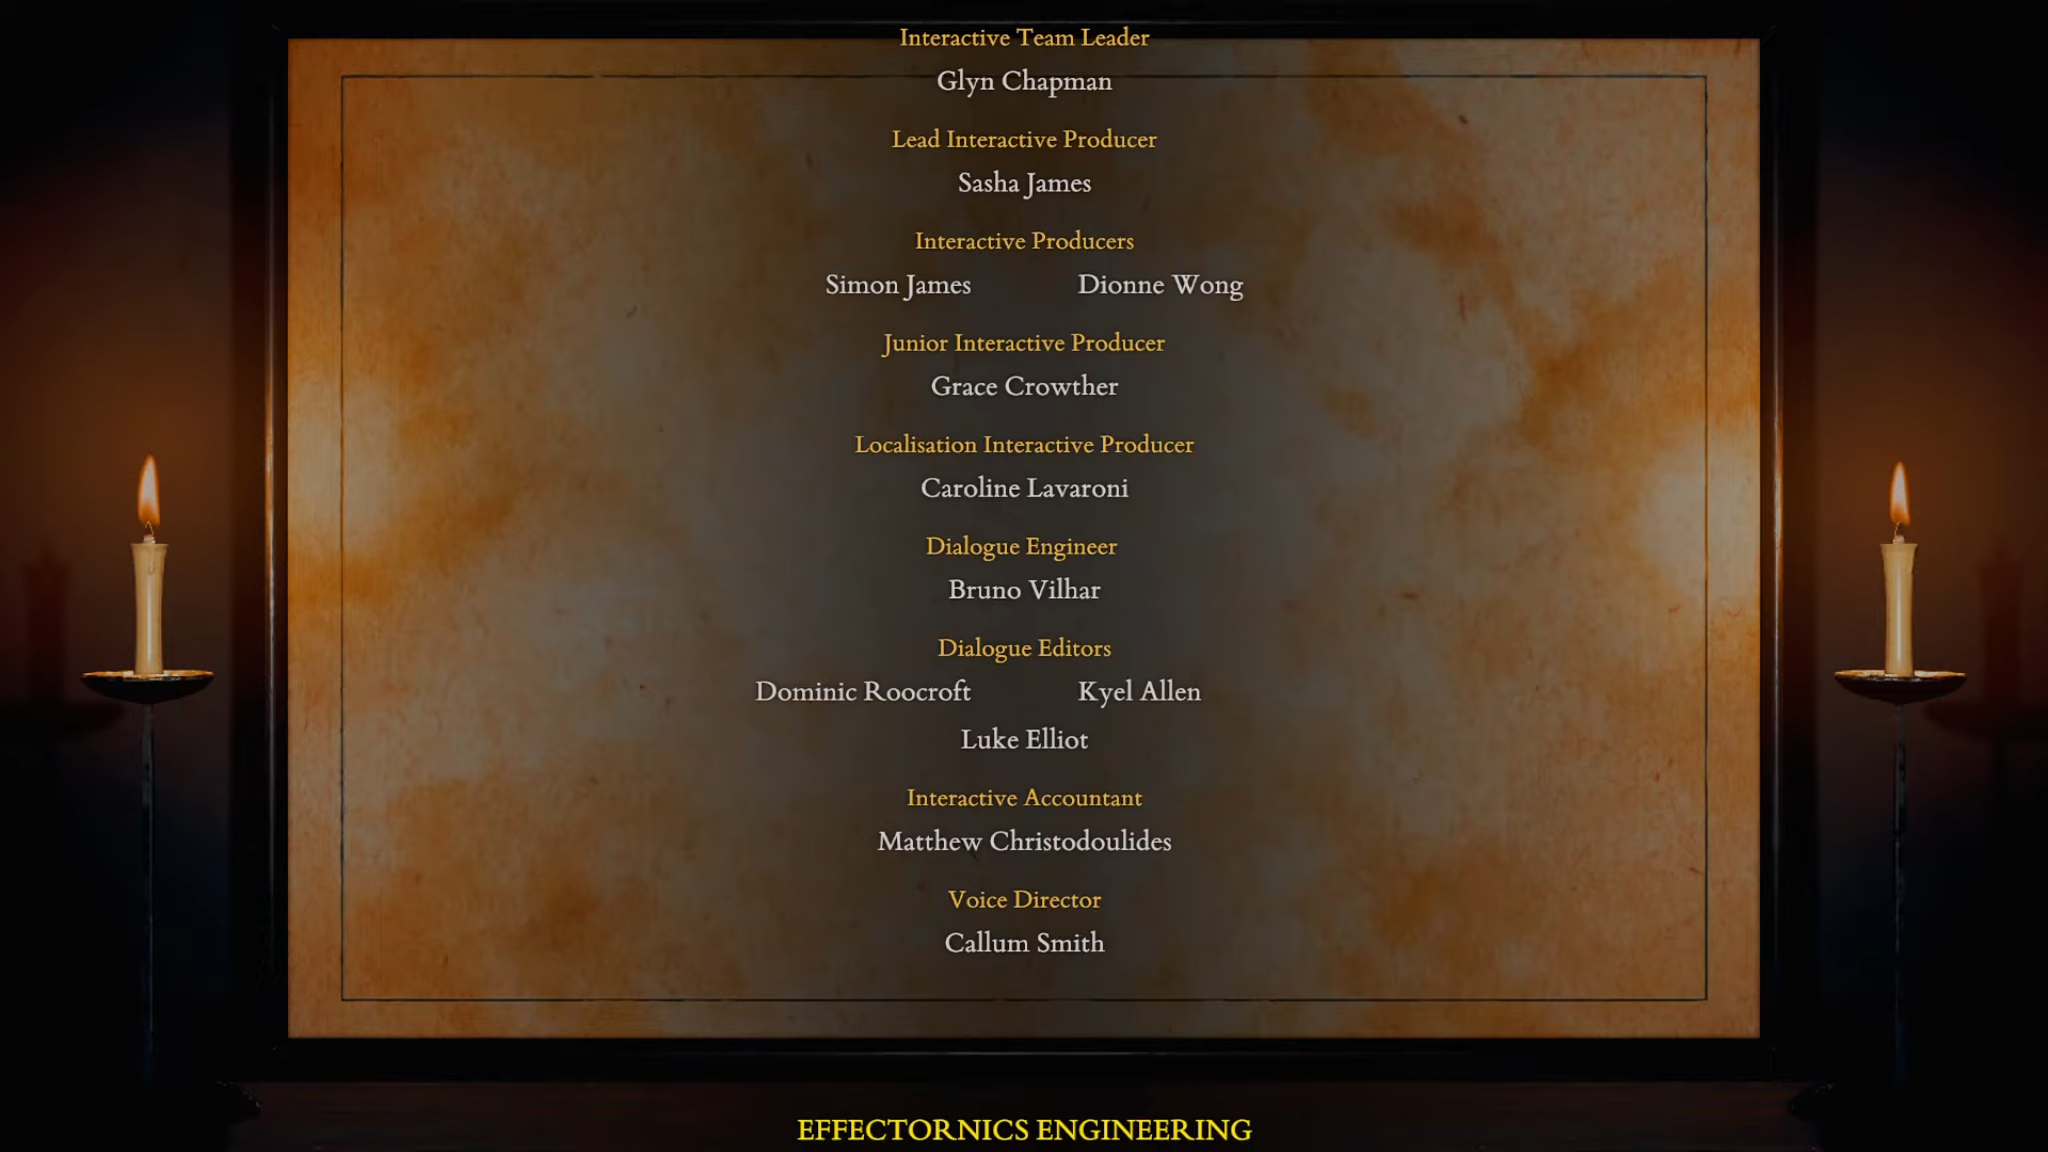 Interactive Team Leader
Glyn Chapman
Lead Interactive Producer
Sasha James
Interactive Producers
Simon James Dionne Wong
Junior Interactive Producer
Grace Crowther
Localisation Interactive Producer
Caroline Lavaroni
Dialogue Engineer
Bruno Vilhar
Dialogue Editors
Dominic Roocroft Kyel Allen
Luke Elliot
Interactive Accountant
Matthew Christodoulides
Voice Director
Callum Smith
EFFECTORNICS ENGINEERING